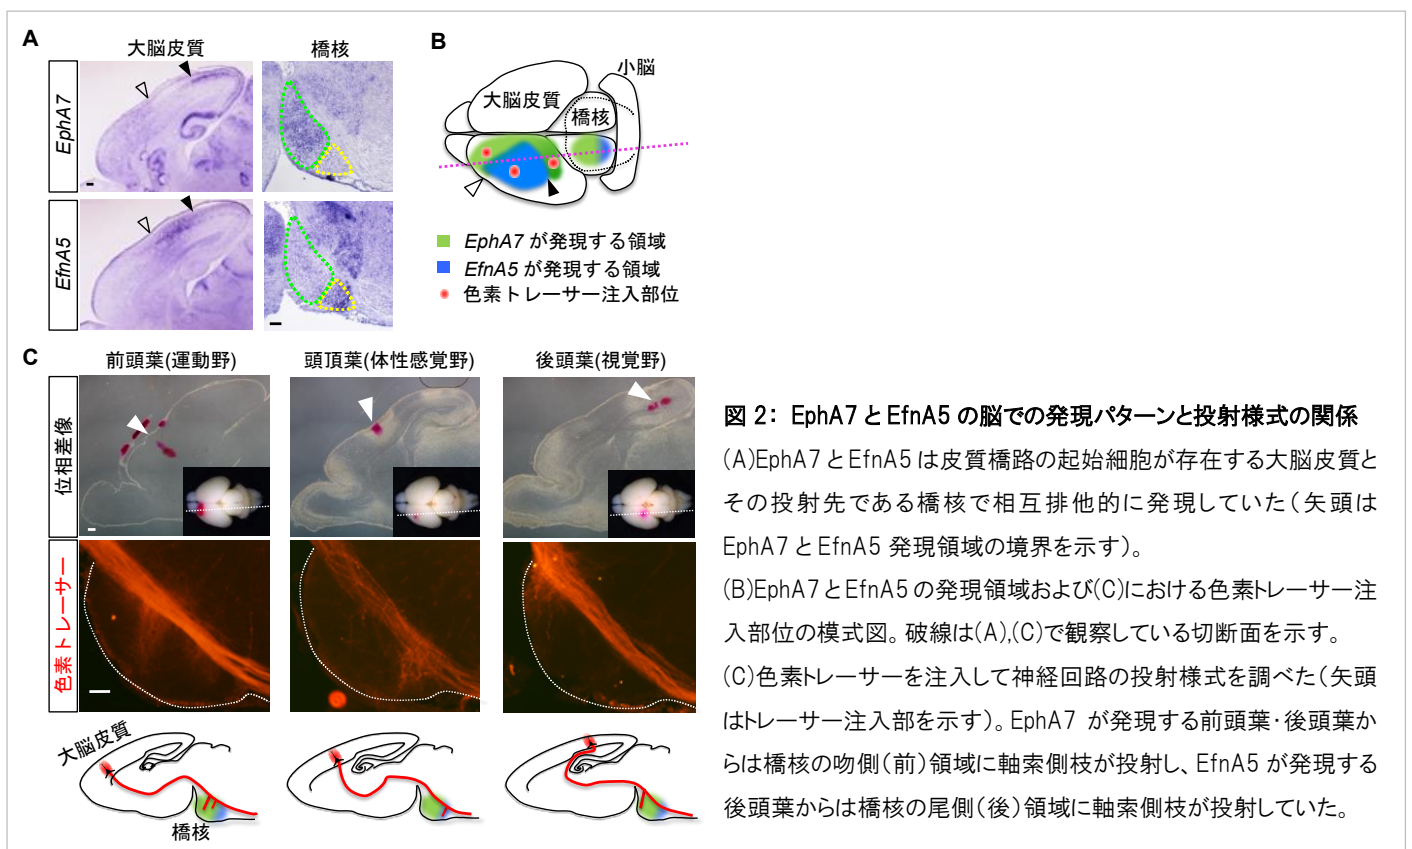 A
大脳皮質
橋核
EphA7
EfnA5
B
小脳
大脳皮質
橋核
EphA7 が発現する領域
EfnA5 が発現する領域
色素トレーサー注入部位
C
前頭葉(運動野)
頭頂葉(体性感覚野)
後頭葉(視覚野)
位相差像
色素トレーサー
大脳皮質
橋核
図 2： EphA7 と EfnA5 の脳での発現パターンと投射様式の関係
(A)EphA7 と EfnA5 は皮質橋路の起始細胞が存在する大脳皮質と
その投射先である橋核で相互排他的に発現していた（矢頭は
EphA7 と EfnA5 発現領域の境界を示す）。
(B)EphA7 と EfnA5 の発現領域および(C)における色素トレーサー注
入部位の模式図。破線は(A),(C)で観察している切断面を示す。
(C)色素トレーサーを注入して神経回路の投射様式を調べた（矢頭
はトレーサー注入部を示す）。EphA7 が発現する前頭葉・後頭葉か
らは橋核の吻側（前）領域に軸索側枝が投射し、EfnA5 が発現する
後頭葉からは橋核の尾側（後）領域に軸索側枝が投射していた。